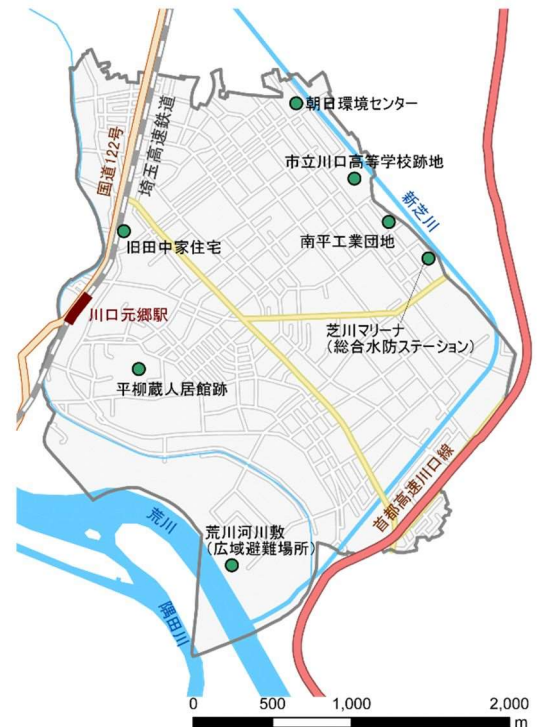 朝日環境センター
埼玉高速鉄道
国道122号
市立川口高等学校跡地
新芝川
南平工業団地
旧田中家住宅
川口元郷駅
芝川マリーナ
（総合水防ステーション）
平柳蔵人居館跡
首都高速川口線
荒川
荒川河川敷
（広域避難場所）
隅田川
0 500 1,000 2,000
m